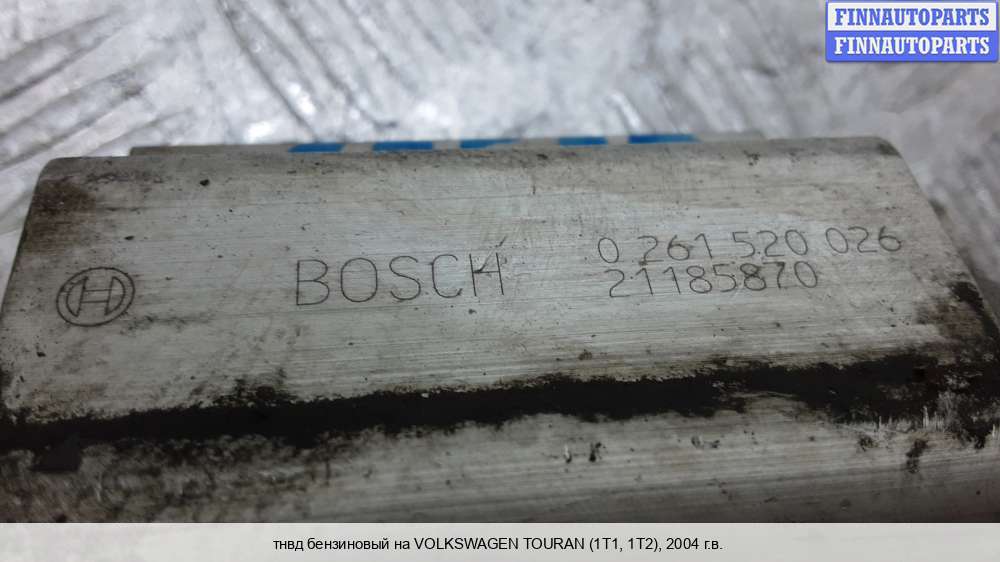 FINNAUTOPARTS
FINNAUTOPARTS
BOSCH
0 261 520 026
21185870
тнвд бензиновый на VOLKSWAGEN TOURAN (1T1, 1T2), 2004 г.в.